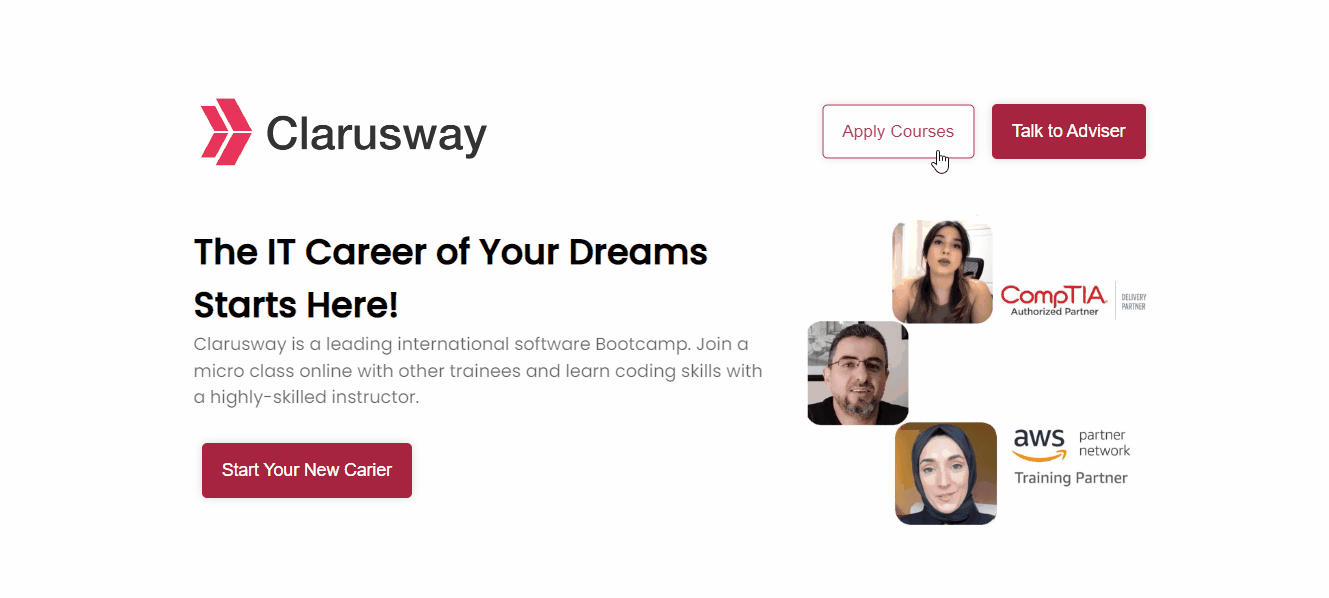 Clarusway
Apply Courses
Talk to Adviser
The IT Career of Your Dreams
Starts Here!
Clarusway is a leading international software Bootcamp. Join a
micro class online with other trainees and learn coding skills with
a highly-skilled instructor.
Start Your New Carier
CompTIA
Authorized Partner
DELIVERY
PARTNER
aws
partner
network
Training Partner